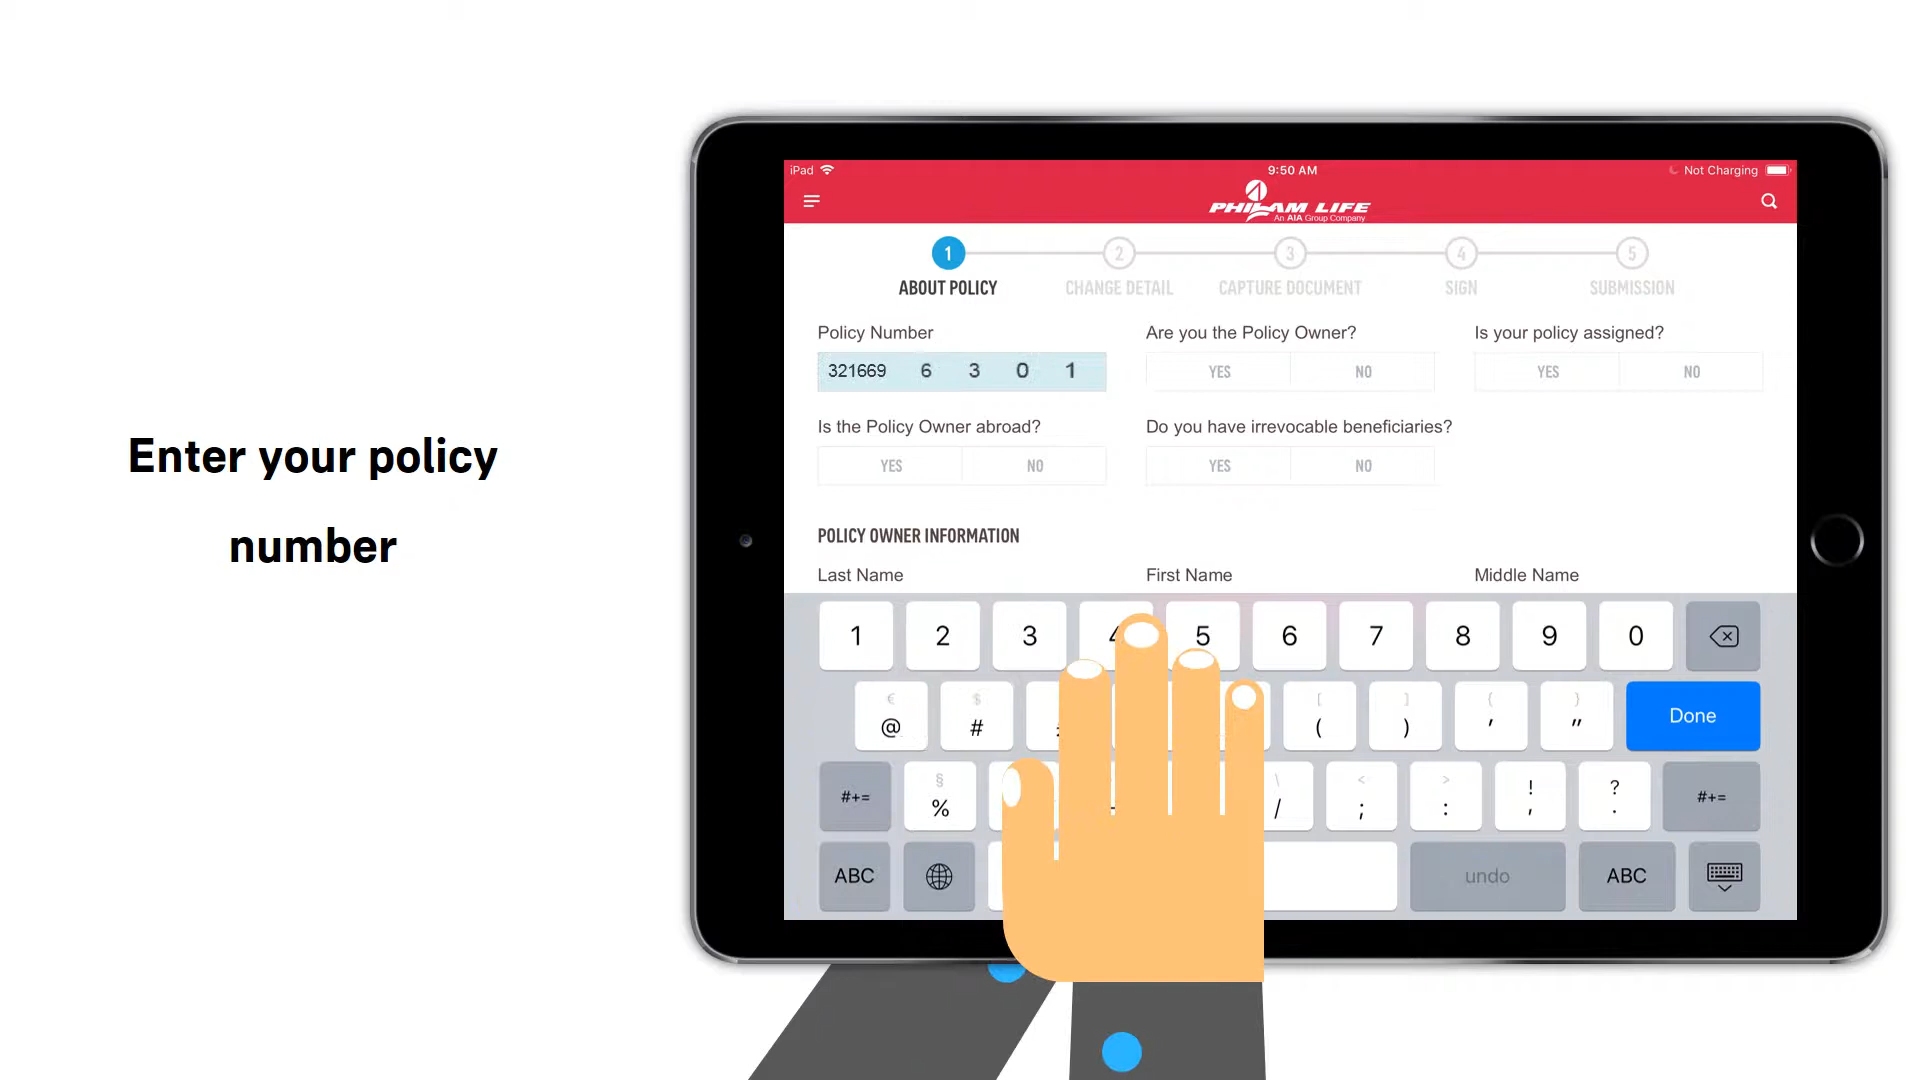 Enter your policy
number
iPad
9:50 AM
Not Charging
PHILAM LIFE
An AIA Group Company
1 2 3 4 5
ABOUT POLICY CHANGE DETAIL CAPTURE DOCUMENT SIGN SUBMISSION
Policy Number Are you the Policy Owner? Is your policy assigned?
321669 6 3 0 1 YES NO YES NO
Is the Policy Owner abroad? Do you have irrevocable beneficiaries?
YES NO YES NO
POLICY OWNER INFORMATION
Last Name First Name Middle Name
1 2 3 4 5 6 7 8 9 0
€ $ [ ] { }
@ # ( ) ' " Done
§ \ < > ! ?
#+= % / ; : , . #+=
ABC undo ABC